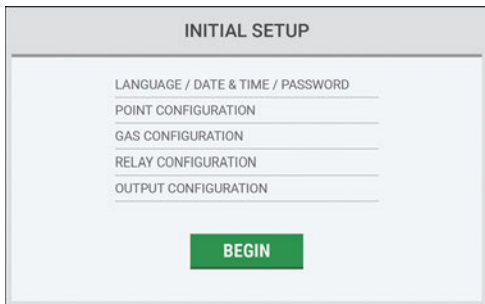 INITIAL SETUP
LANGUAGE / DATE & TIME / PASSWORD
POINT CONFIGURATION
GAS CONFIGURATION
RELAY CONFIGURATION
OUTPUT CONFIGURATION
BEGIN